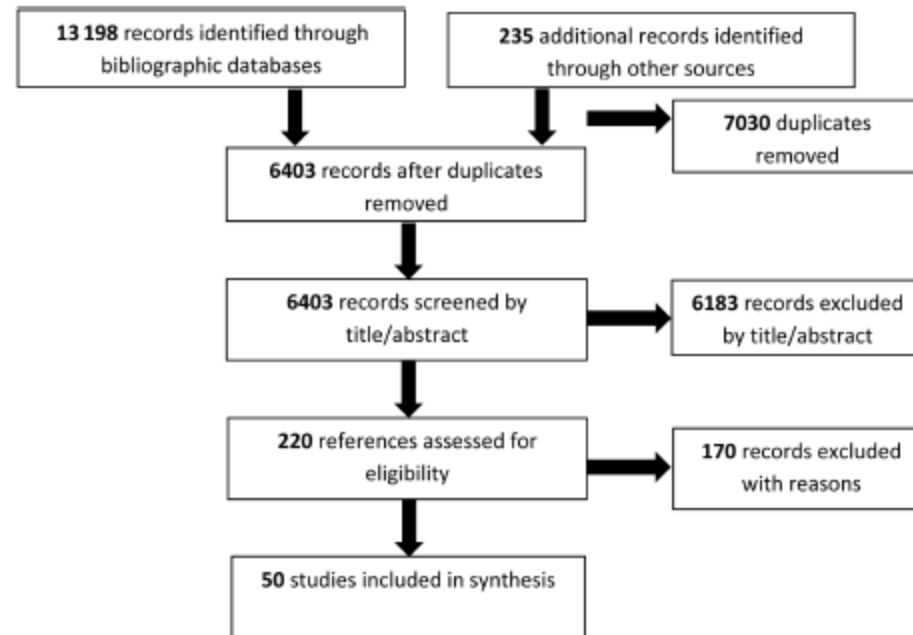 13 198 records identified through
bibliographic databases
235 additional records identified
through other sources
7030 duplicates
removed
6403 records after duplicates
removed
6403 records screened by
title/abstract
6183 records excluded
by title/abstract
220 references assessed for
eligibility
170 records excluded
with reasons
50 studies included in synthesis